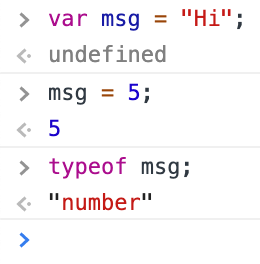 var msg = "Hi";
undefined
msg = 5;
5
typeof msg;
"number"